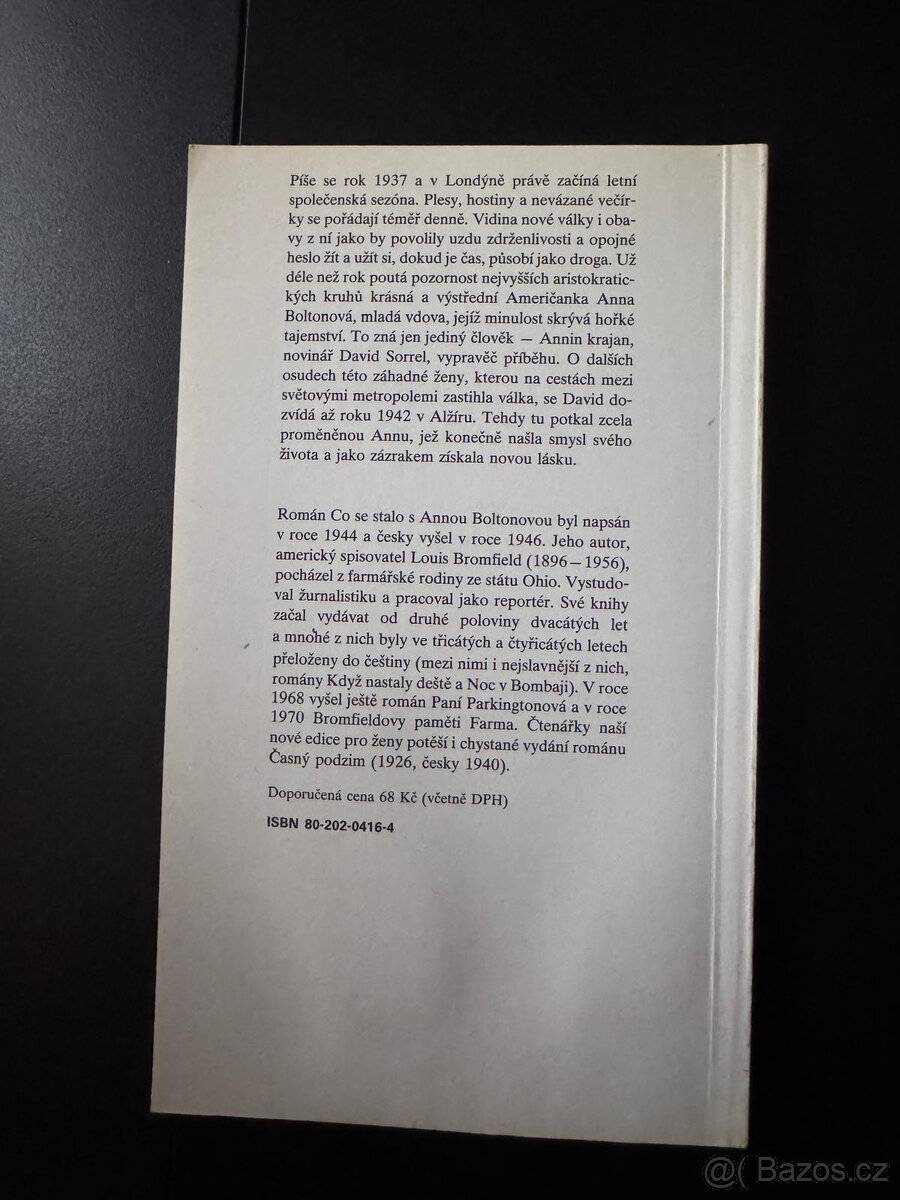 Píše se rok 1937 a v Londýně právě začíná letní
společenská sezóna. Plesy, hostiny a nevázané večír-
ky se pořádají téměř denně. Vidina nové války i oba-
vy z ní jako by povolily uzdu zdrženlivosti a opojné
heslo žít a užít si, dokud je čas, působí jako droga. Už
déle než rok poutá pozornost nejvyšších aristokratic-
kých kruhů krásná a výstřední Američanka Anna
Boltonová, mladá vdova, jejíž minulost skrývá hořké
tajemství. To zná jen jediný člověk — Annin krajan,
novinář David Sorrel, vypravěč příběhu. O dalších
osudech této záhadné ženy, kterou na cestách mezi
světovými metropolemi zastihla válka, se David do-
zvídá až roku 1942 v Alžíru. Tehdy tu potkal zcela
proměněnou Annu, jež konečně našla smysl svého
života a jako zázrakem získala novou lásku.
Román Co se stalo s Annou Boltonovou byl napsán
v roce 1944 a česky vyšel v roce 1946. Jeho autor,
americký spisovatel Louis Bromfield (1896—1956),
pocházel z farmářské rodiny ze státu Ohio. Vystudo-
val žurnalistiku a pracoval jako reportér. Své knihy
začal vydávat od druhé poloviny dvacátých let
a mnohé z nich byly ve třicátých a čtyřicátých letech
přeloženy do češtiny (mezi nimi i nejslavnější z nich,
romány Když nastaly deště a Noc v Bombaji). V roce
1968 vyšel ještě román Paní Parkingtonová a v roce
1970 Bromfieldovy paměti Farma. Čtenářky naší
nové edice pro ženy potěší i chystané vydání románu
Časný podzim (1926, česky 1940).
Doporučená cena 68 Kč (včetně DPH)
ISBN 80-202-0416-4
@( Bazos.cz